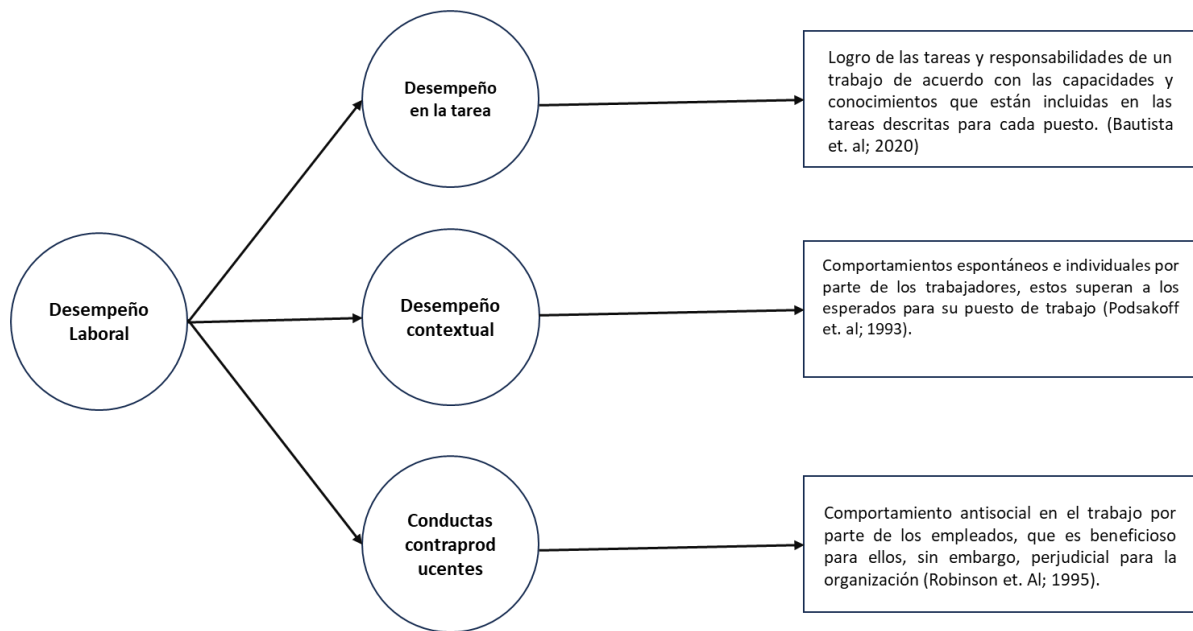 Desempeño
Laboral
Desempeño
en la tarea
Logro de las tareas y responsabilidades de un
trabajo de acuerdo con las capacidades y
conocimientos que están incluidas en las
tareas descritas para cada puesto. (Bautista
et. al; 2020)
Desempeño
contextual
Comportamientos espontáneos e individuales por
parte de los trabajadores, estos superan a los
esperados para su puesto de trabajo (Podsakoff
et. al; 1993).
Conductas
contraprod
ucentes
Comportamiento antisocial en el trabajo por
parte de los empleados, que es beneficioso
para ellos, sin embargo, perjudicial para la
organización (Robinson et. Al; 1995).